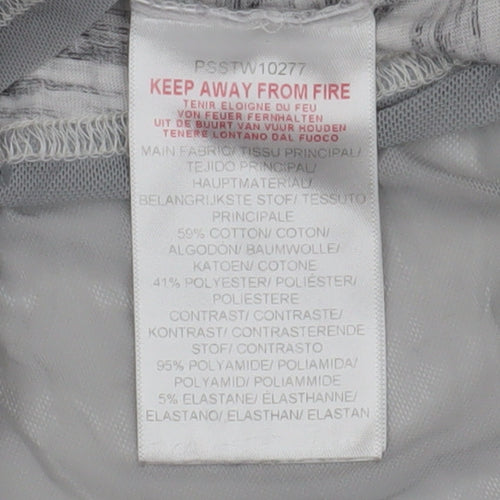 PSSTW10277
KEEP AWAY FROM FIRE
TENIR ELOIGNE DU FEU
VON FEUER FERNHALTEN
UIT DE BUURT VAN VUUR HOUDEN
TENERE LONTANO DAL FUOCO
MAIN FABRIC/ TISSU PRINCIPAL/
TEJIDO PRINCIPAL/
HAUPTMATERIAL/
BELANGRIJKSTE STOF/ TESSUTO
PRINCIPALE
59% COTTON/ COTON/
ALGODÓN/ BAUMWOLLE/
KATOEN/ COTONE
41% POLYESTER/ POLIÉSTER/
POLIESTERE
CONTRAST/ CONTRASTE/
KONTRAST/ CONTRASTERENDE
STOF/ CONTRASTO
95% POLYAMIDE/ POLIAMIDA/
POLYAMID/ POLIAMMIDE
5% ELASTANE/ ÉLASTHANNE/
ELASTANO/ ELASTHAN/ ELASTAN